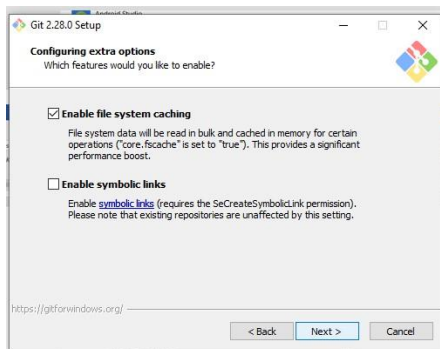 Android Studio
Git 2.28.0 Setup
Configuring extra options
Which features would you like to enable?
Enable file system caching
File system data will be read in bulk and cached in memory for certain
operations ("core.fscache" is set to "true"). This provides a significant
performance boost.
Enable symbolic links
Enable symbolic links (requires the SeCreateSymbolicLink permission).
Please note that existing repositories are unaffected by this setting.
https://gitforwindows.org/
< Back
Next >
Cancel